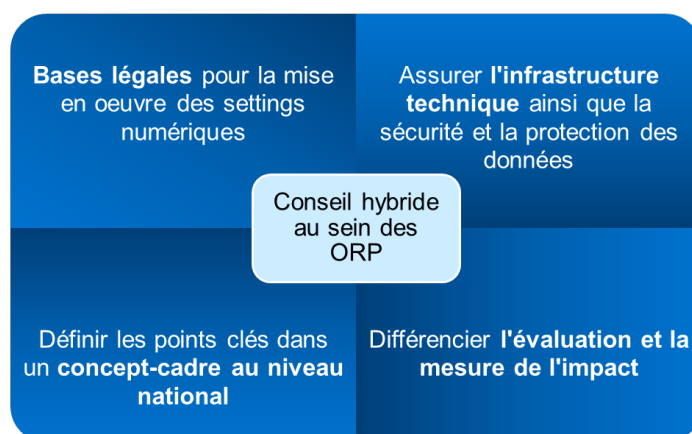 Bases légales pour la mise
en oeuvre des settings
numériques
Assurer l'infrastructure
technique ainsi que la
sécurité et la protection des
données
Conseil hybride
au sein des
ORP
Définir les points clés dans
un concept-cadre au niveau
national
Différencier l'évaluation et la
mesure de l'impact